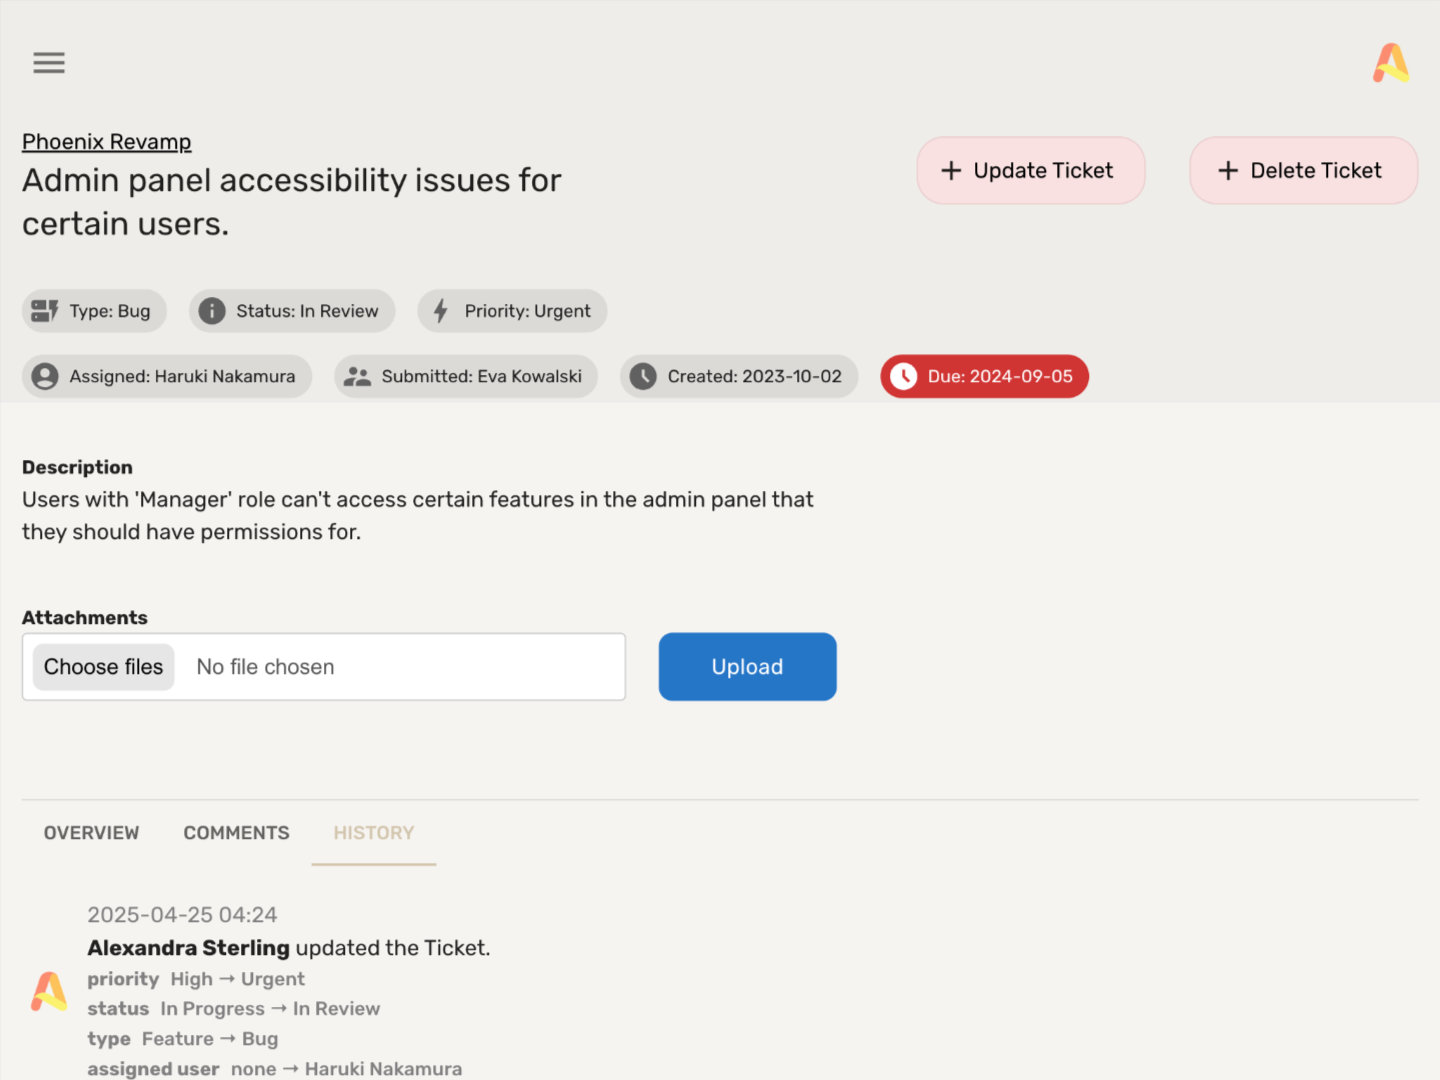 Phoenix Revamp
Admin panel accessibility issues for
certain users.
Update Ticket
Delete Ticket
Type: Bug
Status: In Review
Priority: Urgent
Assigned: Haruki Nakamura
Submitted: Eva Kowalski
Created: 2023-10-02
Due: 2024-09-05
Description
Users with 'Manager' role can't access certain features in the admin panel that
they should have permissions for.
Attachments
Choose files No file chosen
Upload
OVERVIEW COMMENTS HISTORY
2025-04-25 04:24
Alexandra Sterling updated the Ticket.
priority High → Urgent
status In Progress → In Review
type Feature → Bug
assigned user none → Haruki Nakamura